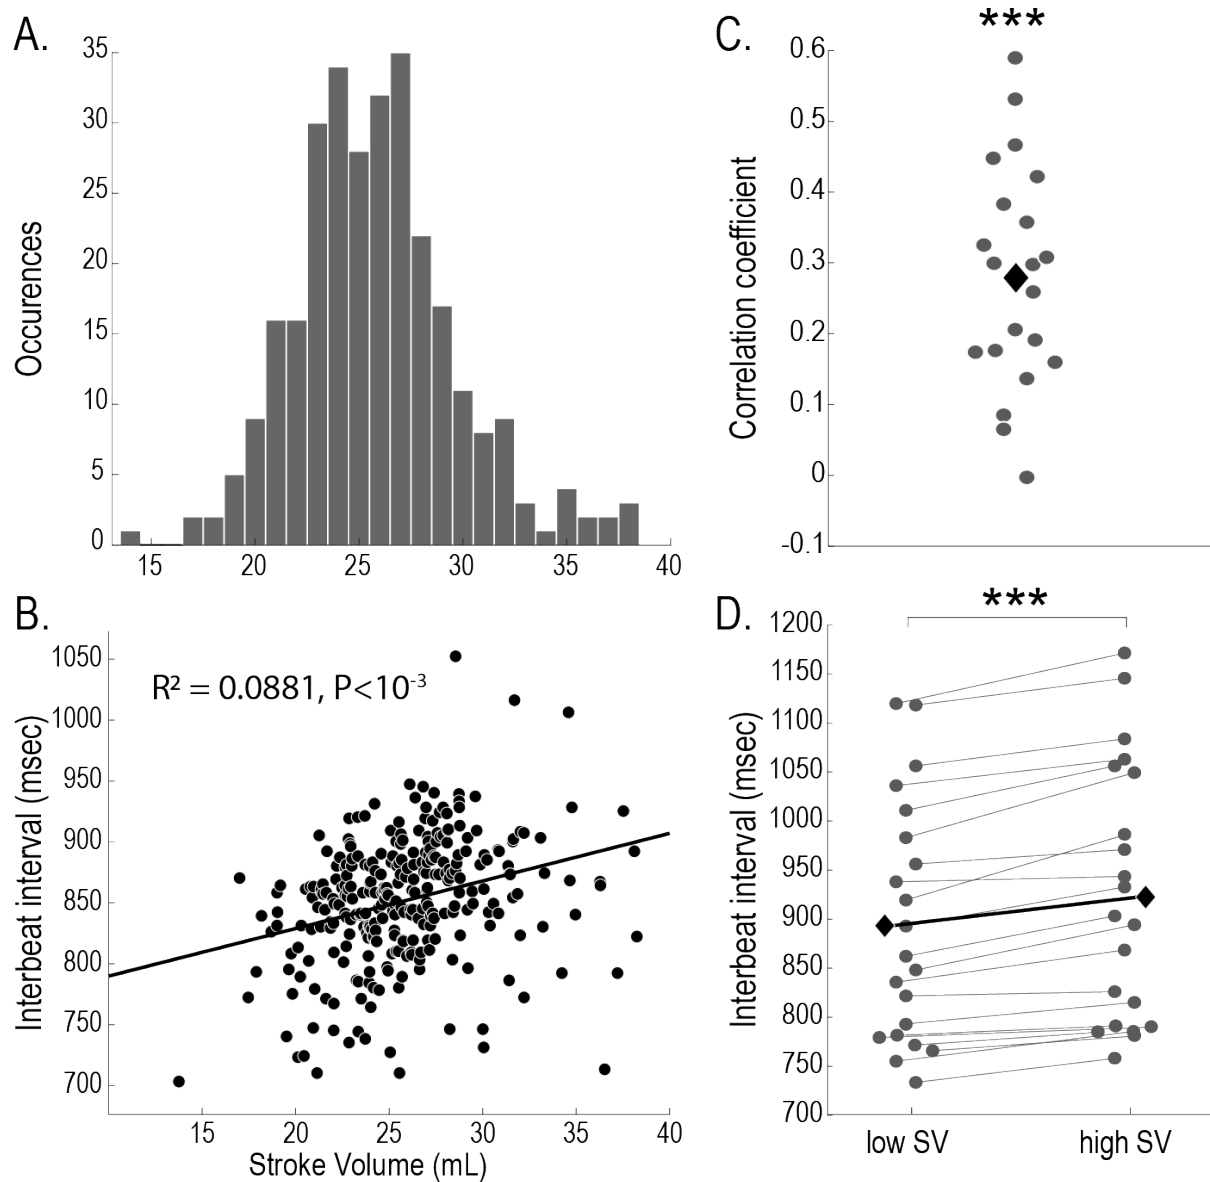 A.
35
30
25
20
15
10
5
0
Occurences
15 20 25 30 35 40
B.
R² = 0.0881, P<10⁻³
1050
1000
950
900
850
800
750
700
Interbeat interval (msec)
15 20 25 30 35 40
Stroke Volume (mL)
C.
***
0.6
0.5
0.4
0.3
0.2
0.1
0
-0.1
Correlation coefficient
D.
***
1200
1150
1100
1050
1000
950
900
850
800
750
700
Interbeat interval (msec)
low SV high SV